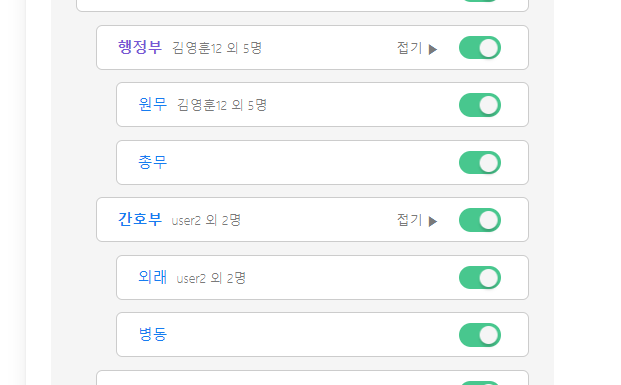 행정부 김영훈12 외 5명 접기 ▶
원무 김영훈12 외 5명
총무
간호부 user2 외 2명 접기 ▶
외래 user2 외 2명
병동